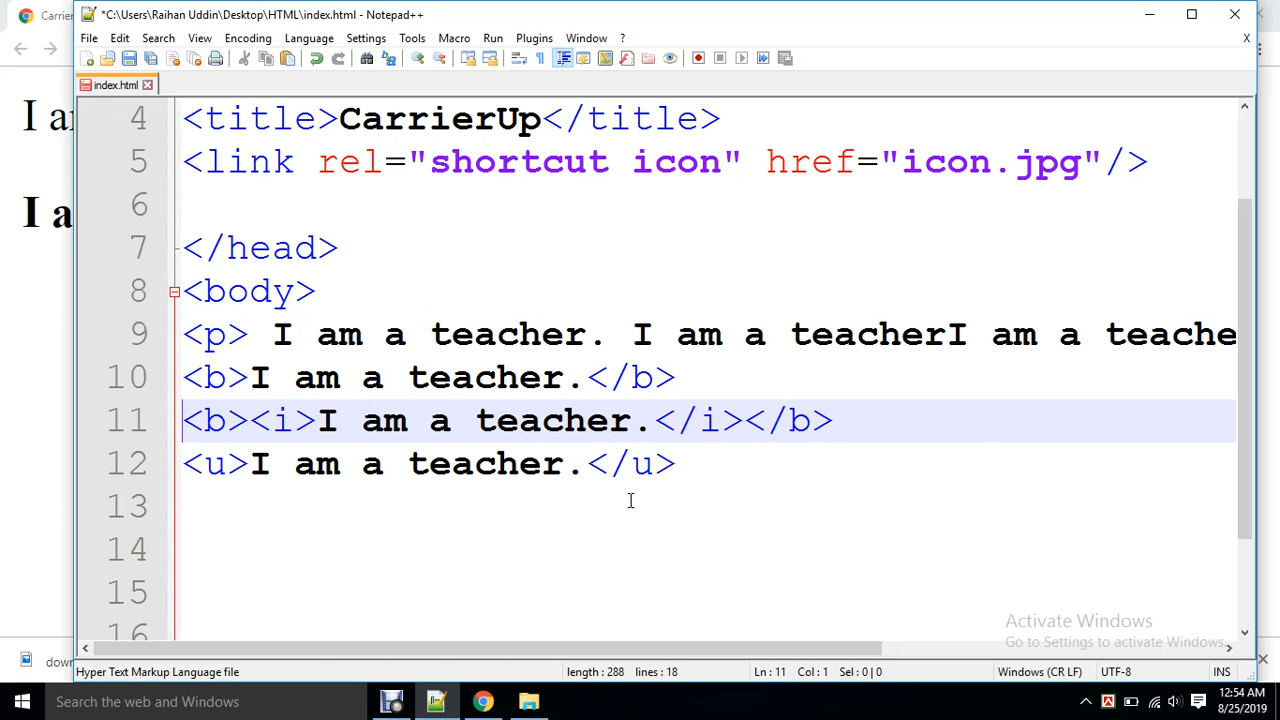 Carrier
*C:\Users\Raihan Uddin\Desktop\HTML\index.html - Notepad++
File Edit Search View Encoding Language Settings Tools Macro Run Plugins Window ? X
index.html
I a
I a
4 <title>CarrierUp</title>
5 <link rel="shortcut icon" href="icon.jpg"/>
6
7 </head>
8 <body>
9 <p> I am a teacher. I am a teacherI am a teache
10 <b>I am a teacher.</b>
11 <b><i>I am a teacher.</i></b>
12 <u>I am a teacher.</u>
13
14
15
16
Activate Windows
Go to Settings to activate Windows.
dow
Hyper Text Markup Language file length : 288 lines : 18 Ln : 11 Col : 1 Sel : 0 | 0 Windows (CR LF) UTF-8 INS
Search the web and Windows
12:54 AM
8/25/2019